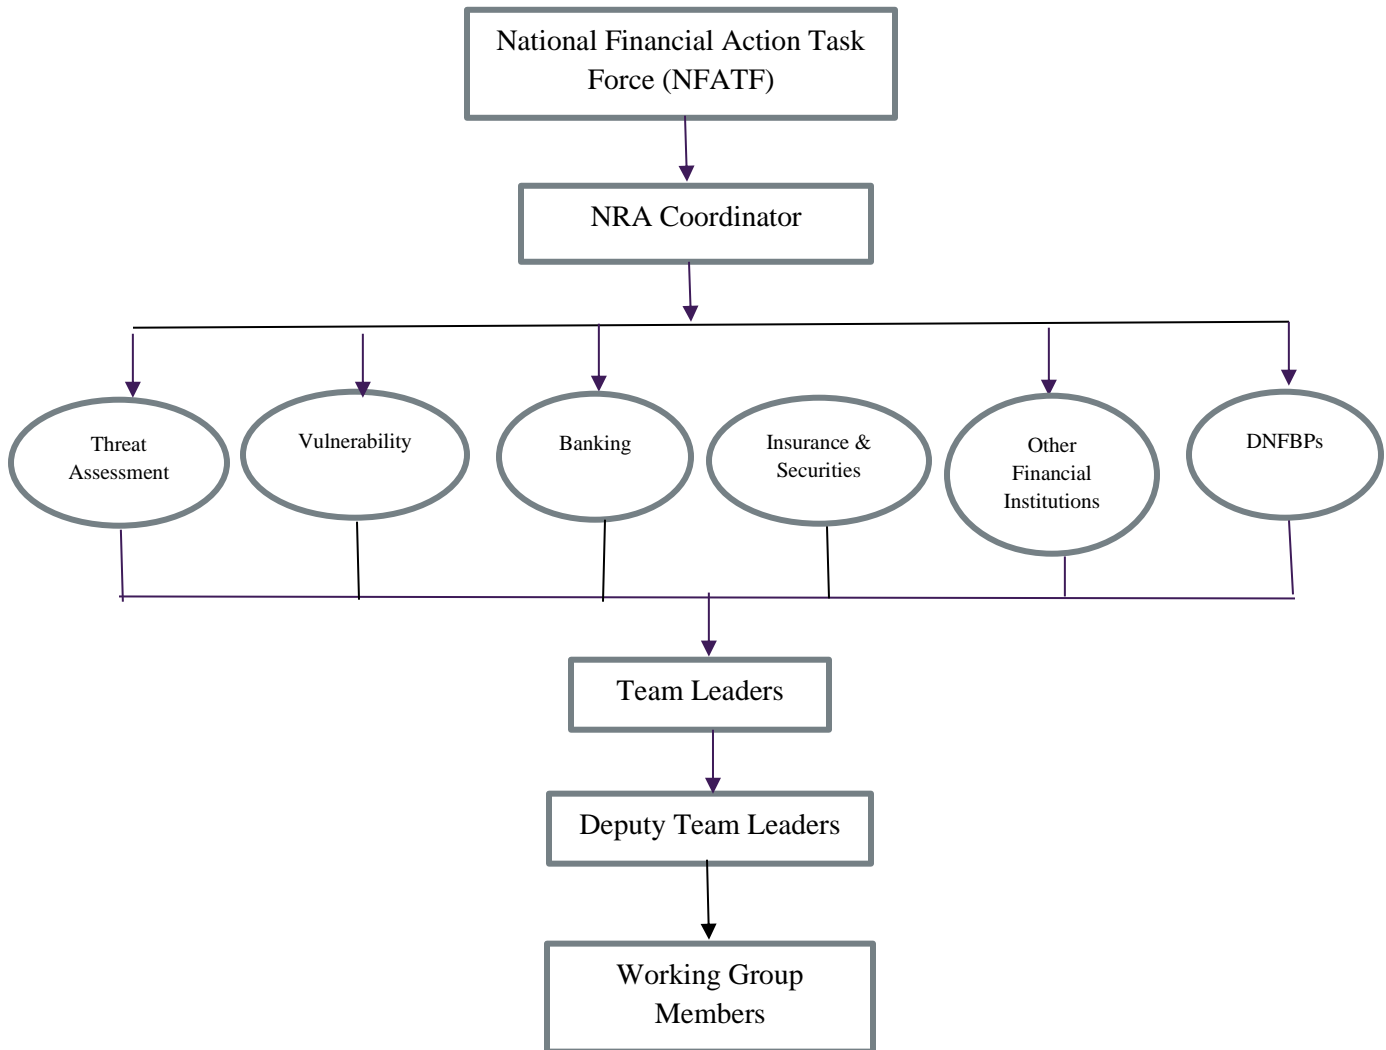 National Financial Action Task
Force (NFATF)
NRA Coordinator
Threat
Assessment
Vulnerability
Banking
Insurance &
Securities
Other
Financial
Institutions
DNFBPs
Team Leaders
Deputy Team Leaders
Working Group
Members